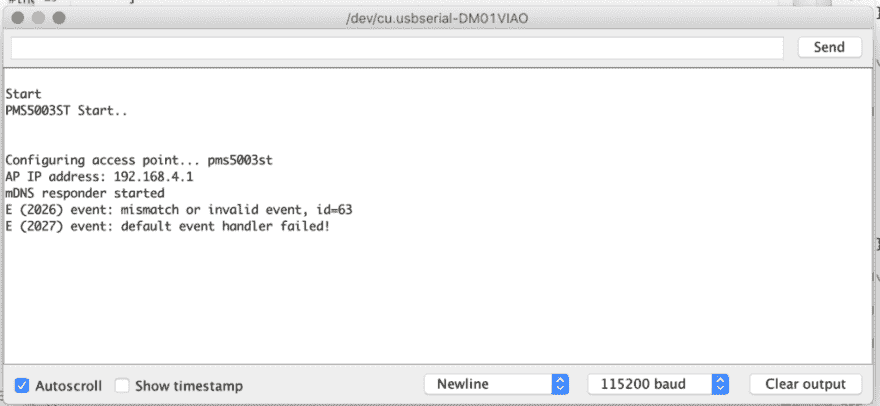 /dev/cu.usbserial-DM01VIAO
Send
Start
PMS5003ST Start..
Configuring access point... pms5003st
AP IP address: 192.168.4.1
mDNS responder started
E (2026) event: mismatch or invalid event, id=63
E (2027) event: default event handler failed!
Autoscroll Show timestamp Newline 115200 baud Clear output